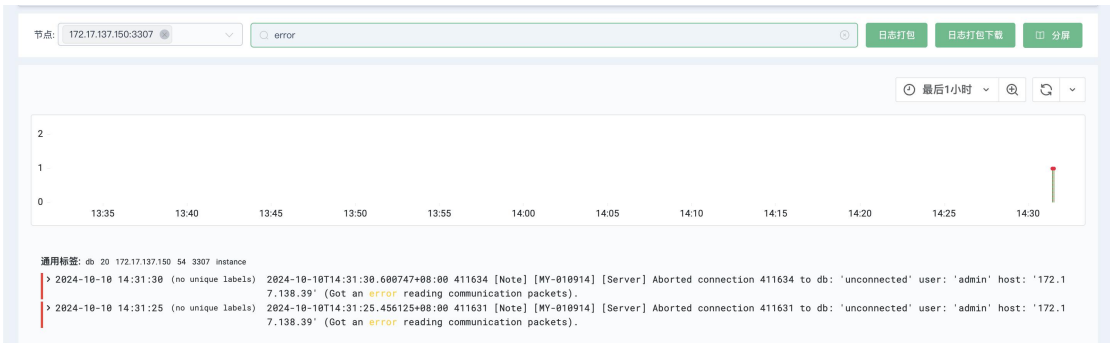 节点: 172.17.137.150:3307 error 日志打包 日志打包下载 分屏
最后1小时
2
1
0
13:35 13:40 13:45 13:50 13:55 14:00 14:05 14:10 14:15 14:20 14:25 14:30
通用标签: db 20 172.17.137.150 54 3307 instance
> 2024-10-10 14:31:30 (no unique labels) 2024-10-10T14:31:30.600747+08:00 411634 [Note] [MY-010914] [Server] Aborted connection 411634 to db: 'unconnected' user: 'admin' host: '172.1
7.138.39' (Got an error reading communication packets).
> 2024-10-10 14:31:25 (no unique labels) 2024-10-10T14:31:25.456125+08:00 411631 [Note] [MY-010914] [Server] Aborted connection 411631 to db: 'unconnected' user: 'admin' host: '172.1
7.138.39' (Got an error reading communication packets).